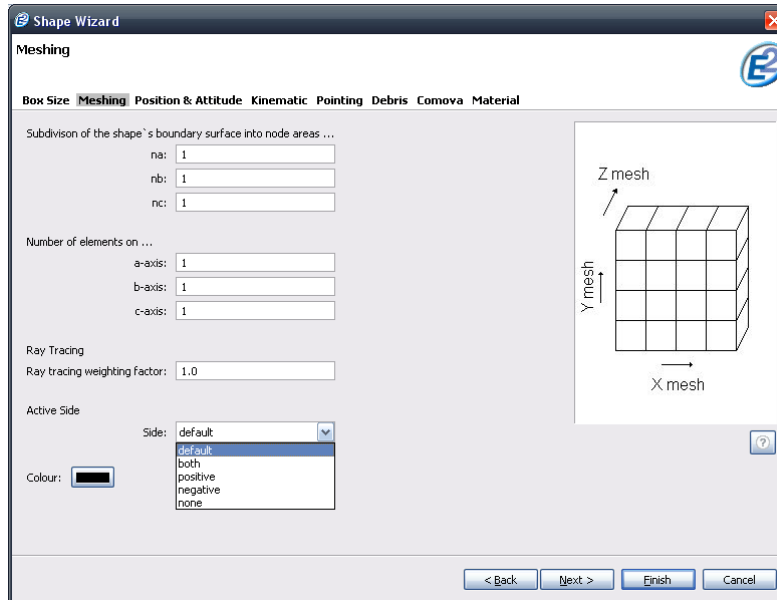 Shape Wizard
Meshing
E2
Box Size Meshing Position & Attitude Kinematic Pointing Debris Comova Material
Subdivison of the shape`s boundary surface into node areas ...
na: 1
nb: 1
nc: 1
Number of elements on ...
a-axis: 1
b-axis: 1
c-axis: 1
Ray Tracing
Ray tracing weighting factor: 1.0
Active Side
Side: default
default
both
positive
negative
none
Colour:
Z mesh
Y mesh
X mesh
?
< Back Next > Finish Cancel